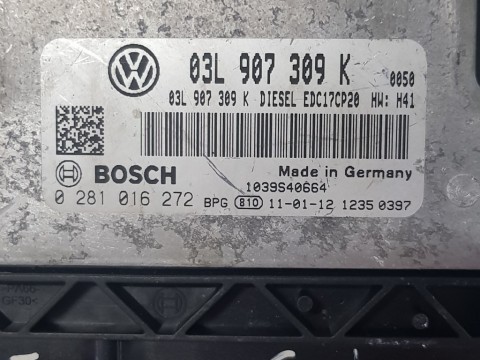 03L 907 309 K 0050
03L 907 309 K DIESEL EDC17CP20 HW: H41
BOSCH Made in Germany
1039S40664
0 281 016 272 BPG 810 11-01-12 1235 0397
GF30<